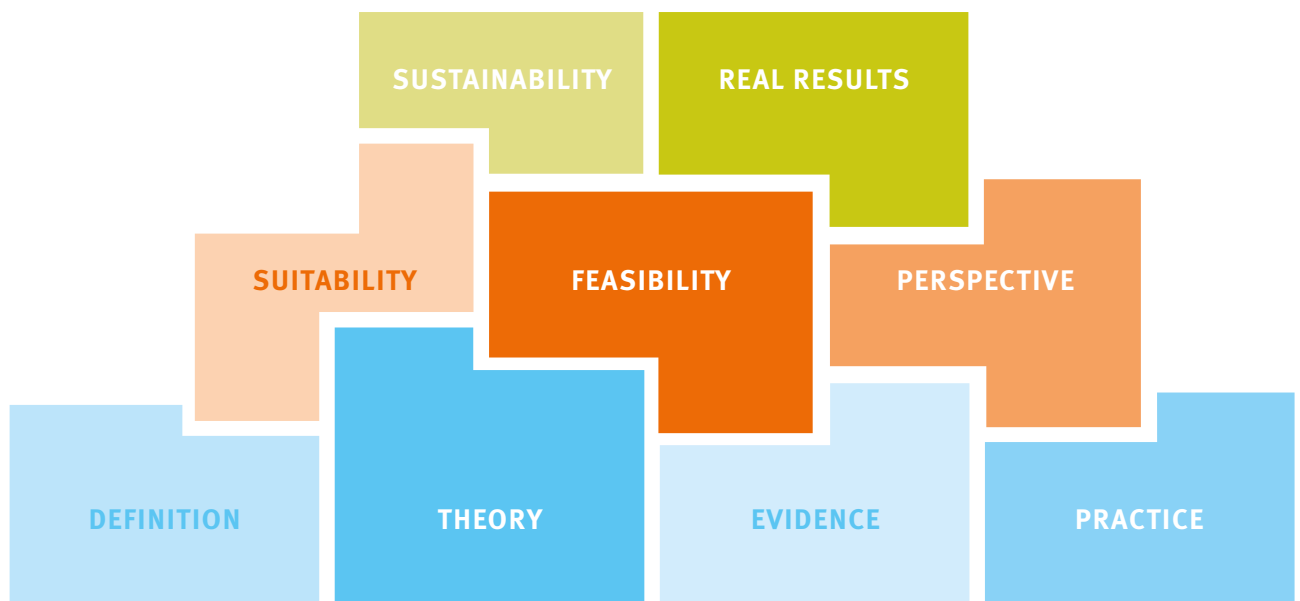 SUSTAINABILITY
REAL RESULTS
SUITABILITY
FEASIBILITY
PERSPECTIVE
DEFINITION
THEORY
EVIDENCE
PRACTICE